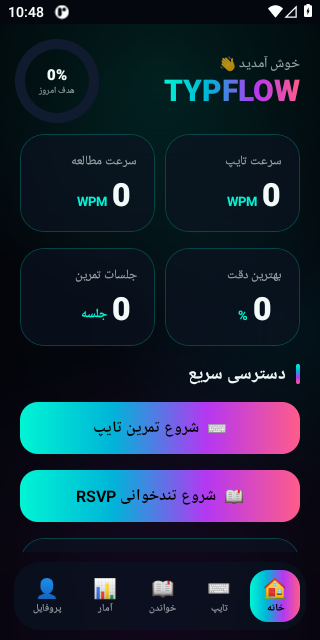 10:48
خوش آمدید 👋
TYPFLOW
0%
هدف امروز
سرعت تایپ
0 WPM
سرعت مطالعه
0 WPM
بهترین دقت
0 %
جلسات تمرین
0 جلسه
دسترسی سریع
⌨️ شروع تمرین تایپ
📖 شروع تندخوانی RSVP
خانه
تایپ
خواندن
آمار
پروفایل